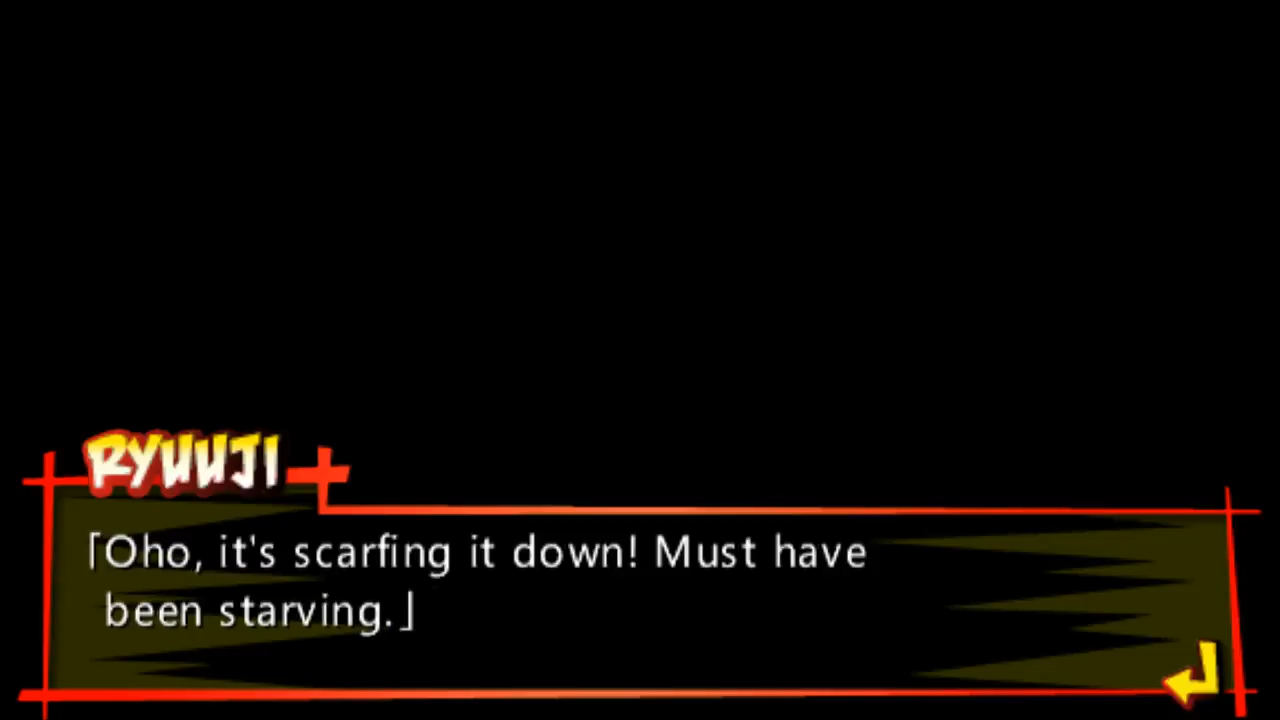 RYUUJI
「Oho, it's scarfing it down! Must have
been starving.」